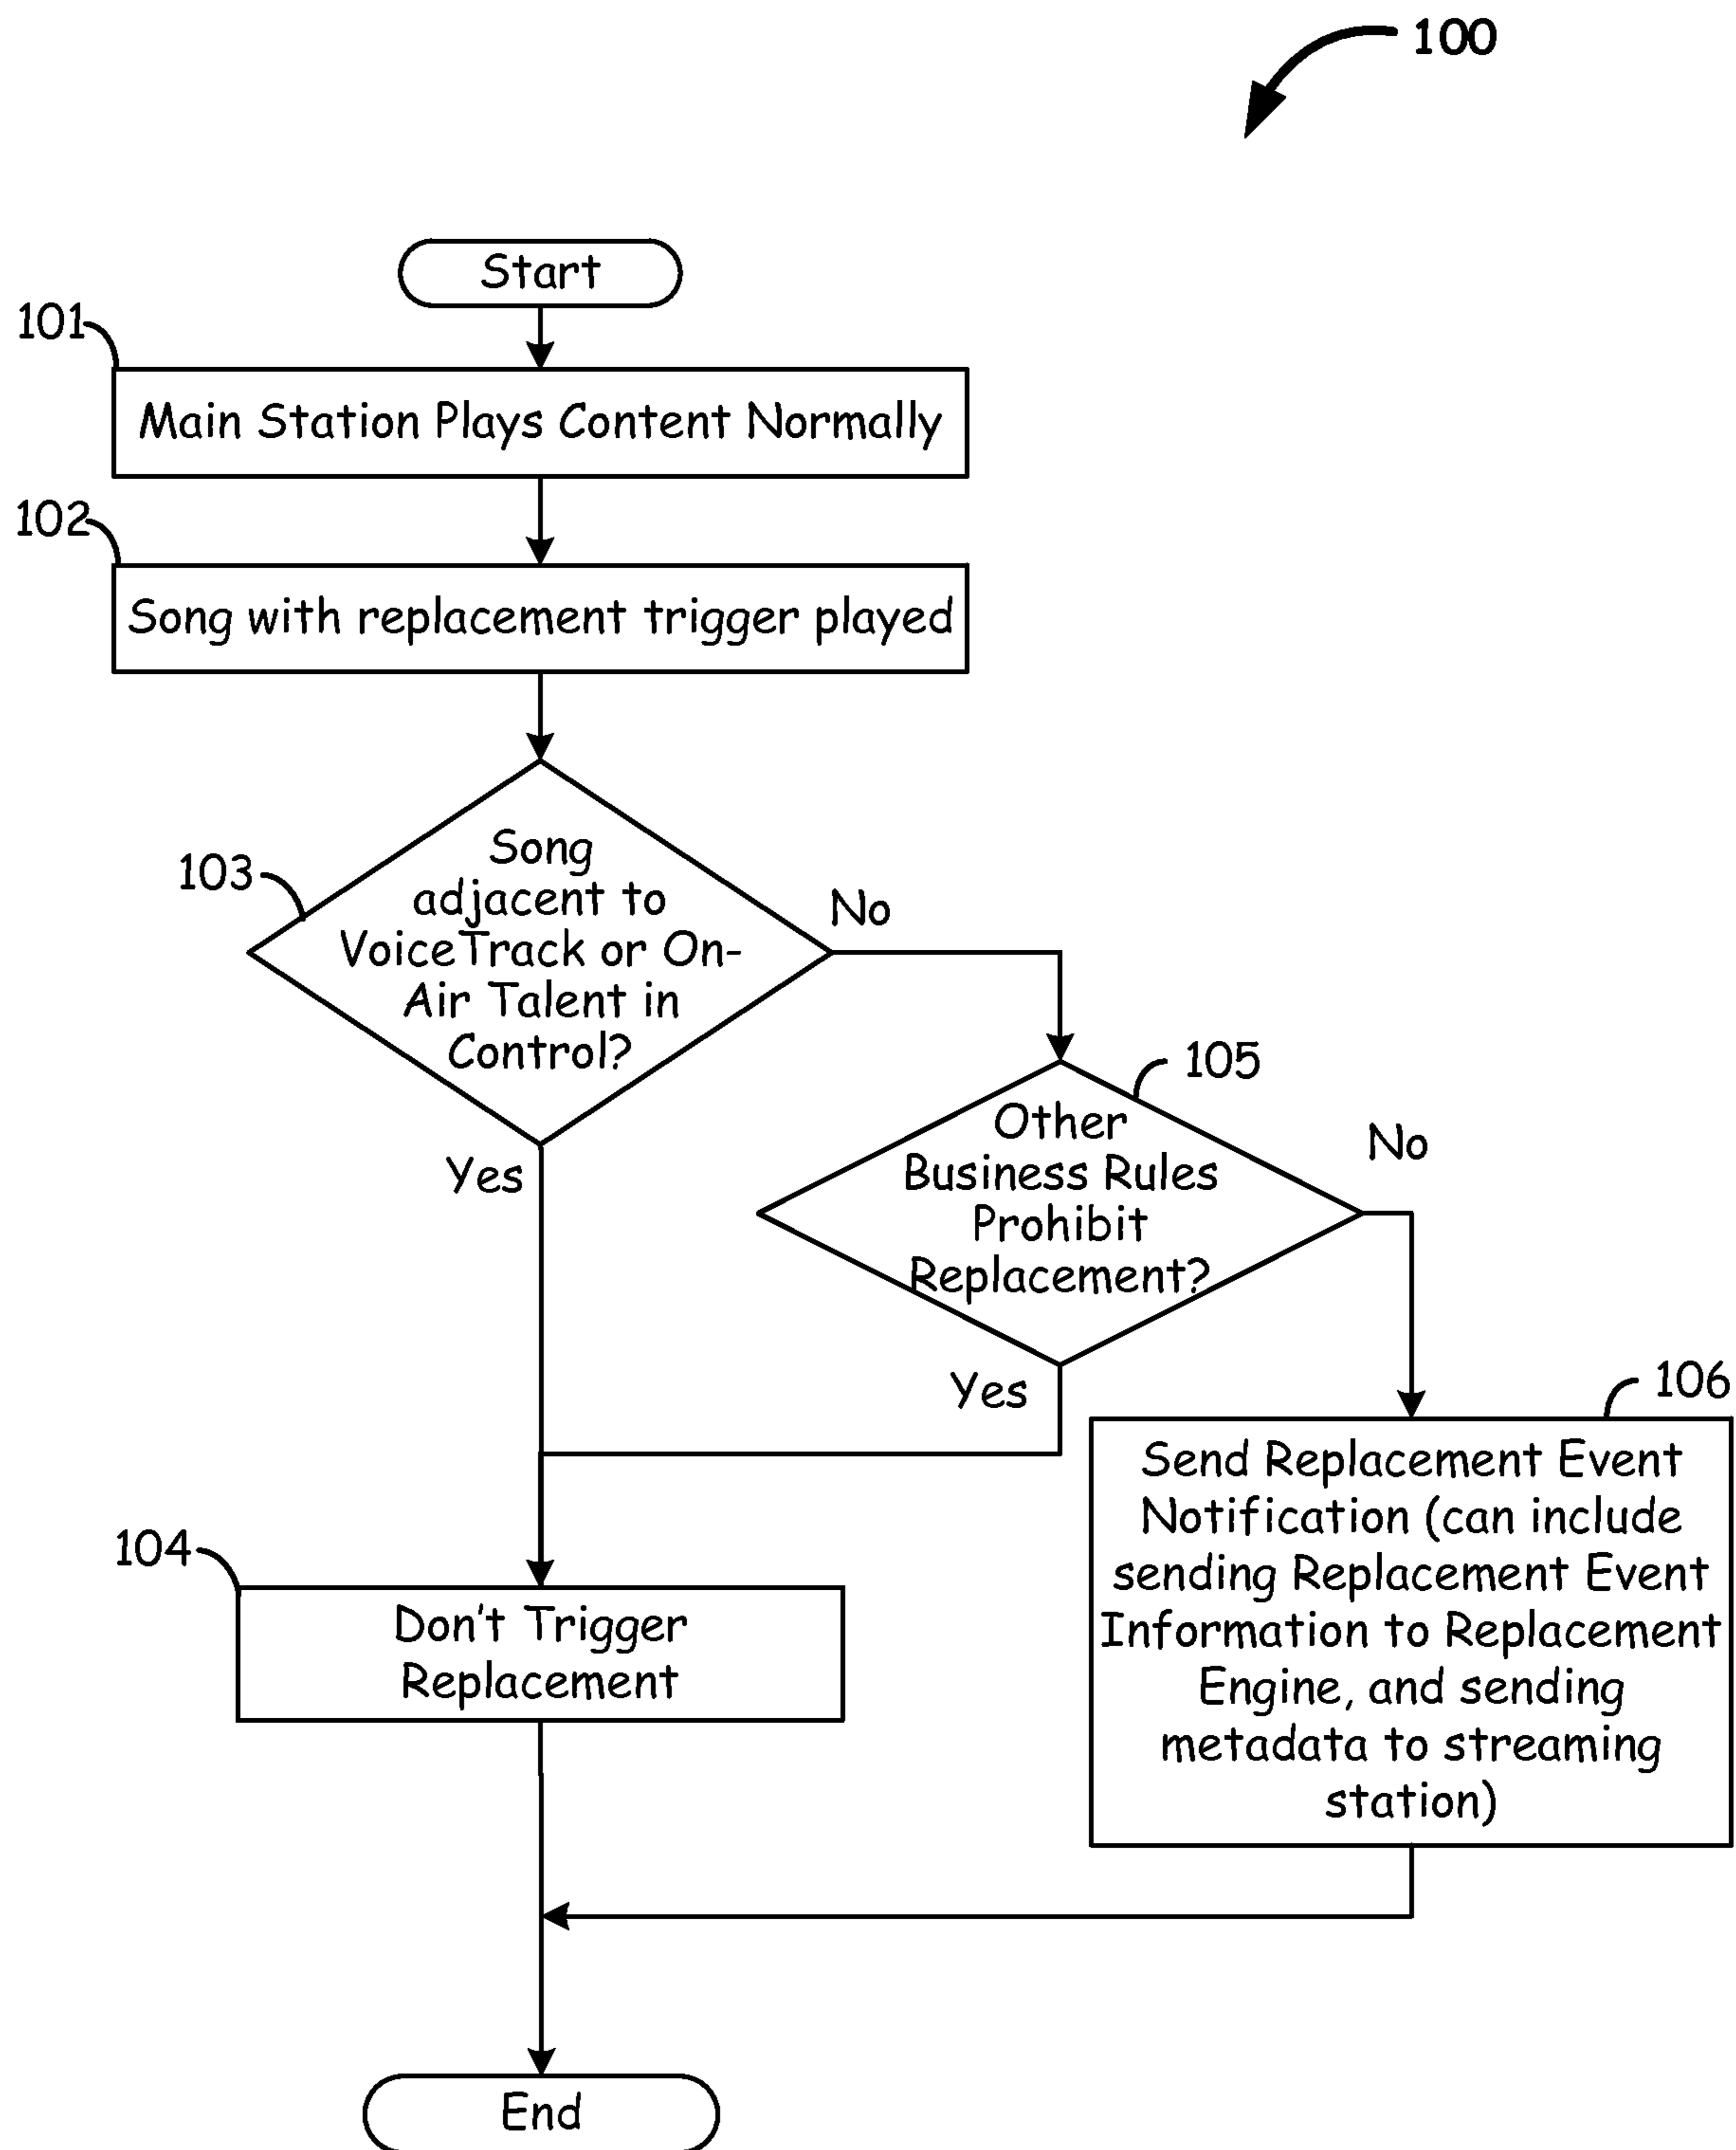 100
Start
101
Main Station Plays Content Normally
102
Song with replacement trigger played
103
Song
adjacent to
VoiceTrack or On-
Air Talent in
Control?
No
Yes
105
Other
Business Rules
Prohibit
Replacement?
No
Yes
106
Send Replacement Event
Notification (can include
sending Replacement Event
Information to Replacement
Engine, and sending
metadata to streaming
station)
104
Don't Trigger
Replacement
End